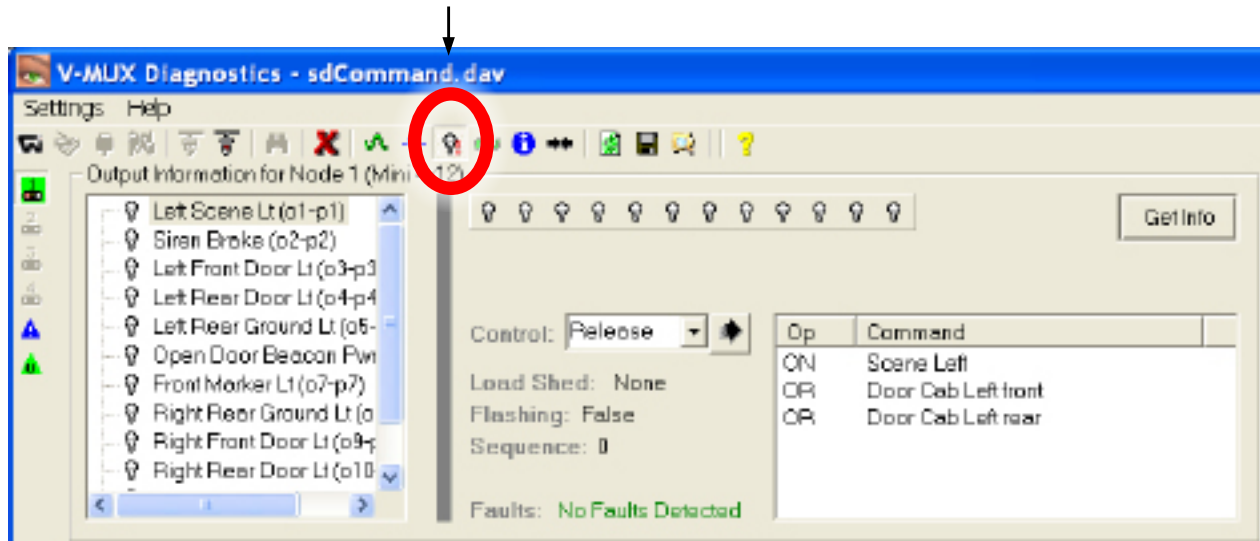 V-MUX Diagnostics - sdCommand.dav
Settings Help
Output Information for Node 1 (Mini 12)
Left Scene Lt (o1-p1)
Siren Brake (o2-p2)
Left Front Door Lt (o3-p3
Left Rear Door Lt (o4-p4
Left Rear Ground Lt (o5-
Open Door Beacon Pwr
Front Marker Lt (o7-p7)
Right Rear Ground Lt (o
Right Front Door Lt (o9-p
Right Rear Door Lt (o10-
Get Info
Control: Release
Load Shed: None
Flashing: False
Sequence: 0
Faults: No Faults Detected
Op Command
ON Scene Left
OR Door Cab Left front
OR Door Cab Left rear